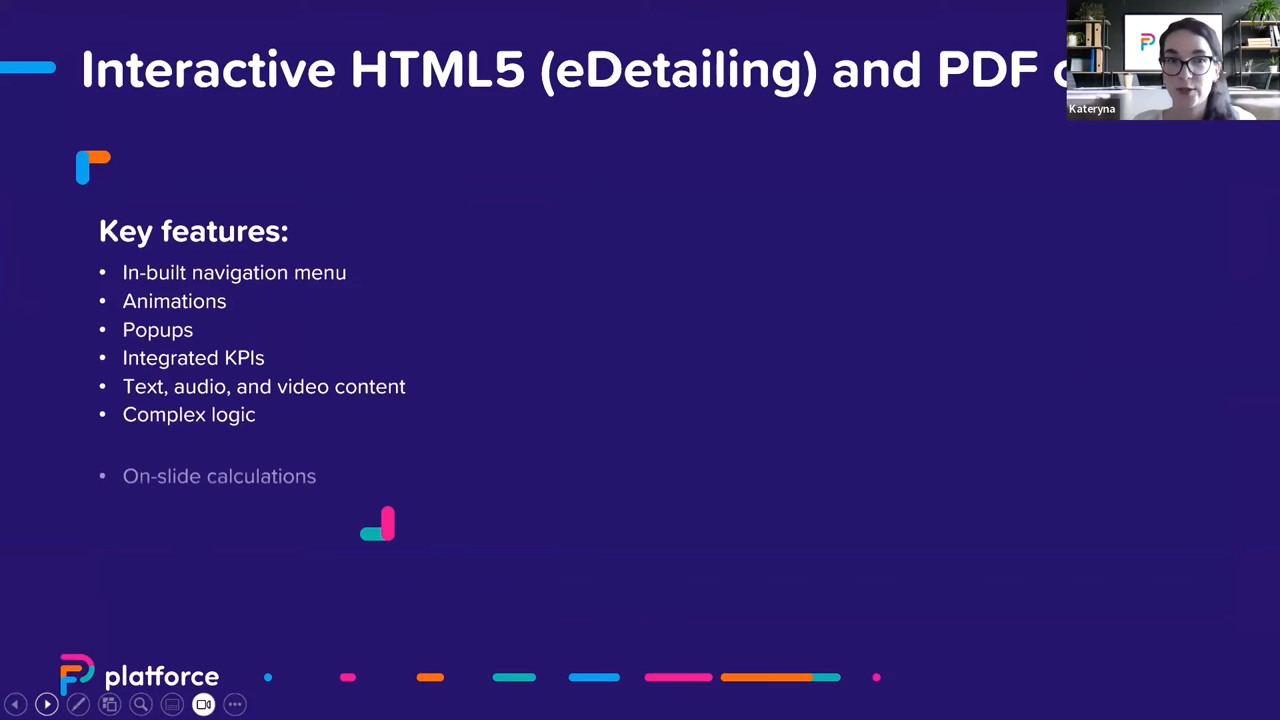 Interactive HTML5 (eDetailing) and PDF
Kateryna
Key features:
• In-built navigation menu
• Animations
• Popups
• Integrated KPIs
• Text, audio, and video content
• Complex logic
• On-slide calculations
platforce